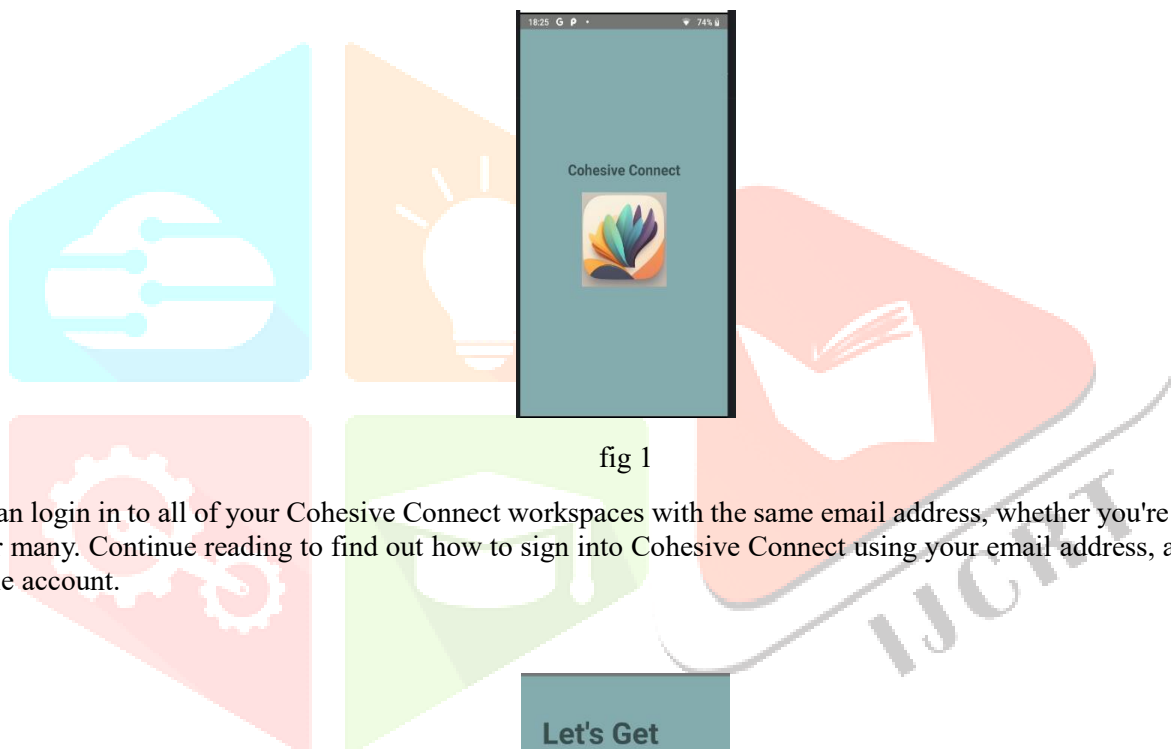 18:25 G P
74%
Cohesive Connect
fig 1
an login in to all of your Cohesive Connect workspaces with the same email address, whether you're
many. Continue reading to find out how to sign into Cohesive Connect using your email address,
account.
IJCRT
Let's Get